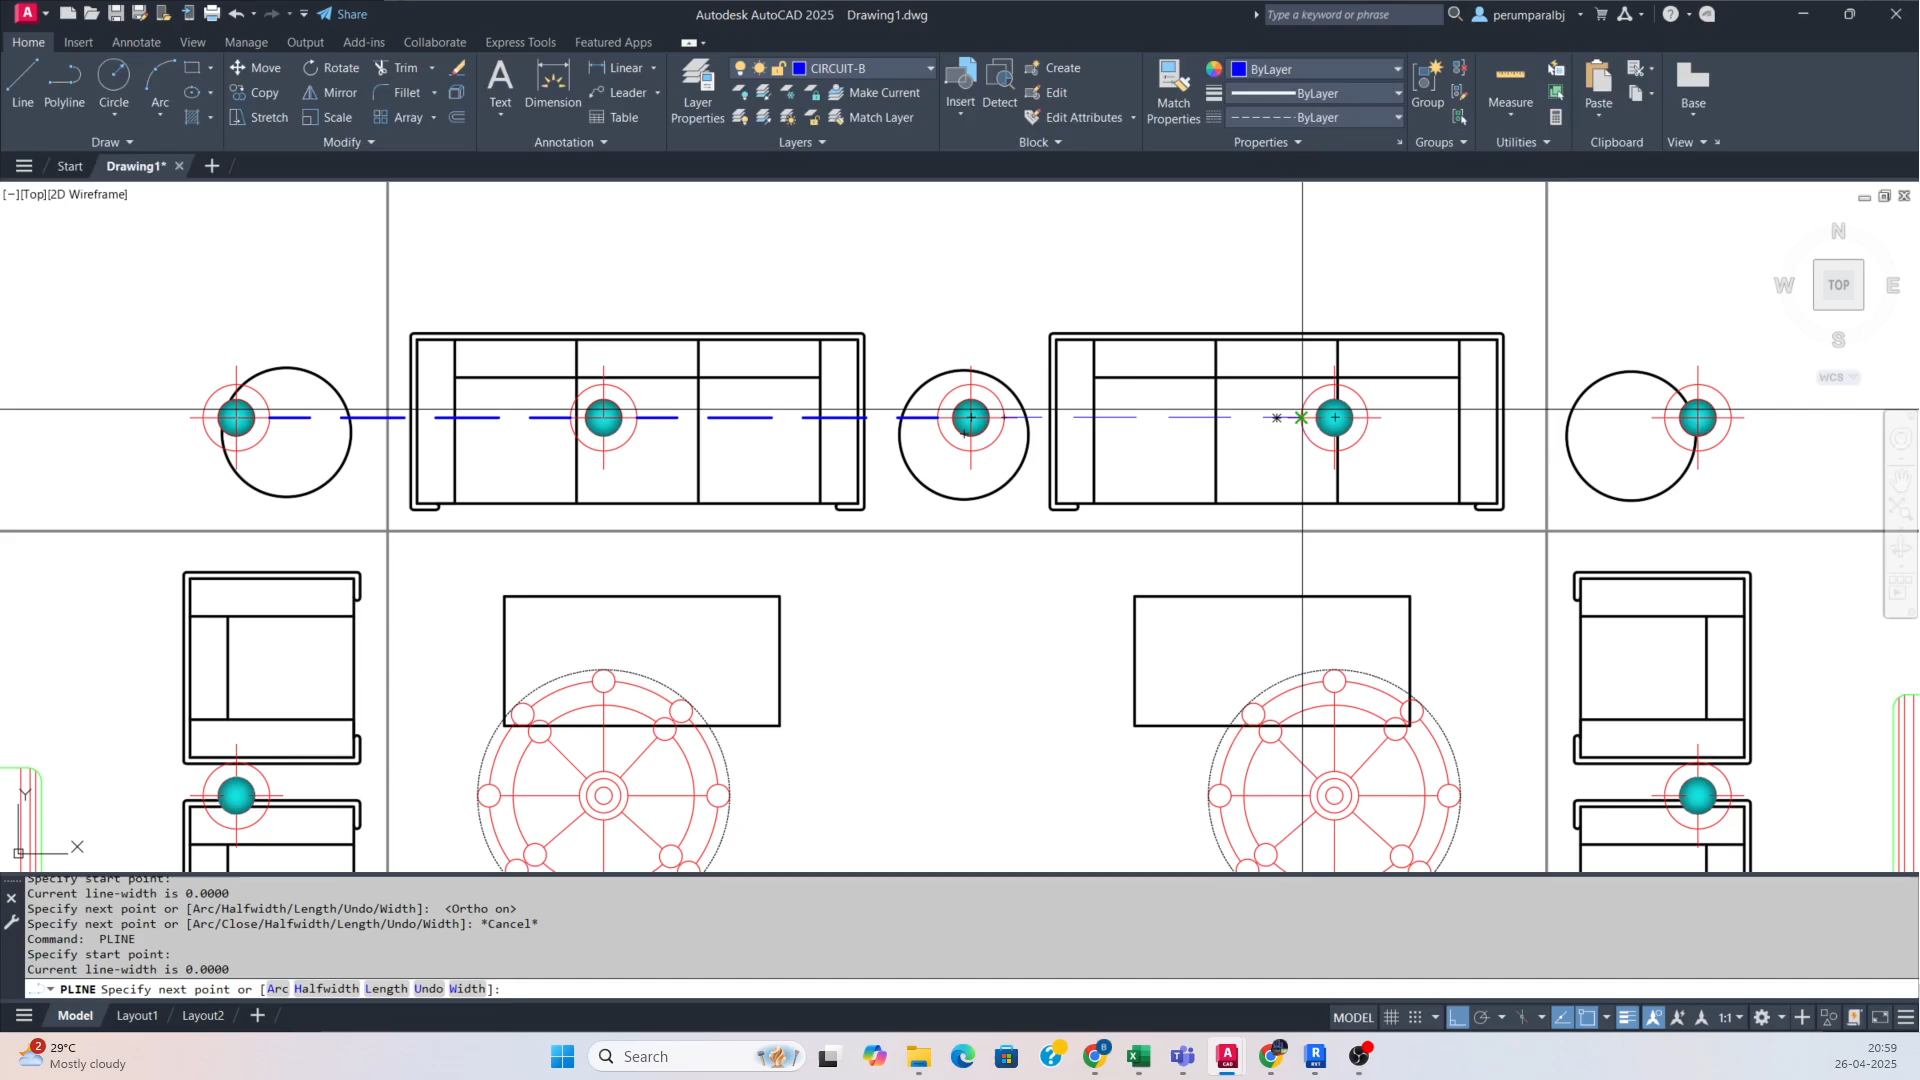 Share
Autodesk AutoCAD 2025 Drawing1.dwg
Type a keyword or phrase
perumparalbj
Home Insert Annotate View Manage Output Add-ins Collaborate Express Tools Featured Apps
Line Polyline Circle Arc
Move Rotate Trim
Copy Mirror Fillet
Stretch Scale Array
Text Dimension
Linear
Leader
Table
Layer Properties
CIRCUIT-B
Make Current
Match Layer
Insert Detect
Create
Edit
Edit Attributes
Match Properties
ByLayer
ByLayer
ByLayer
Group
Measure
Paste
Base
Draw Modify Annotation Layers Block Properties Groups Utilities Clipboard View
Start Drawing1*
[−][Top][2D Wireframe]
N
W TOP E
S
WCS
Y
X
Specify start point:
Current line-width is 0.0000
Specify next point or [Arc/Halfwidth/Length/Undo/Width]: <Ortho on>
Specify next point or [Arc/Close/Halfwidth/Length/Undo/Width]: *Cancel*
Command: PLINE
Specify start point:
Current line-width is 0.0000
PLINE Specify next point or [Arc Halfwidth Length Undo Width]:
Model Layout1 Layout2
MODEL
1:1
2
29°C
Mostly cloudy
Search
20:59
26-04-2025